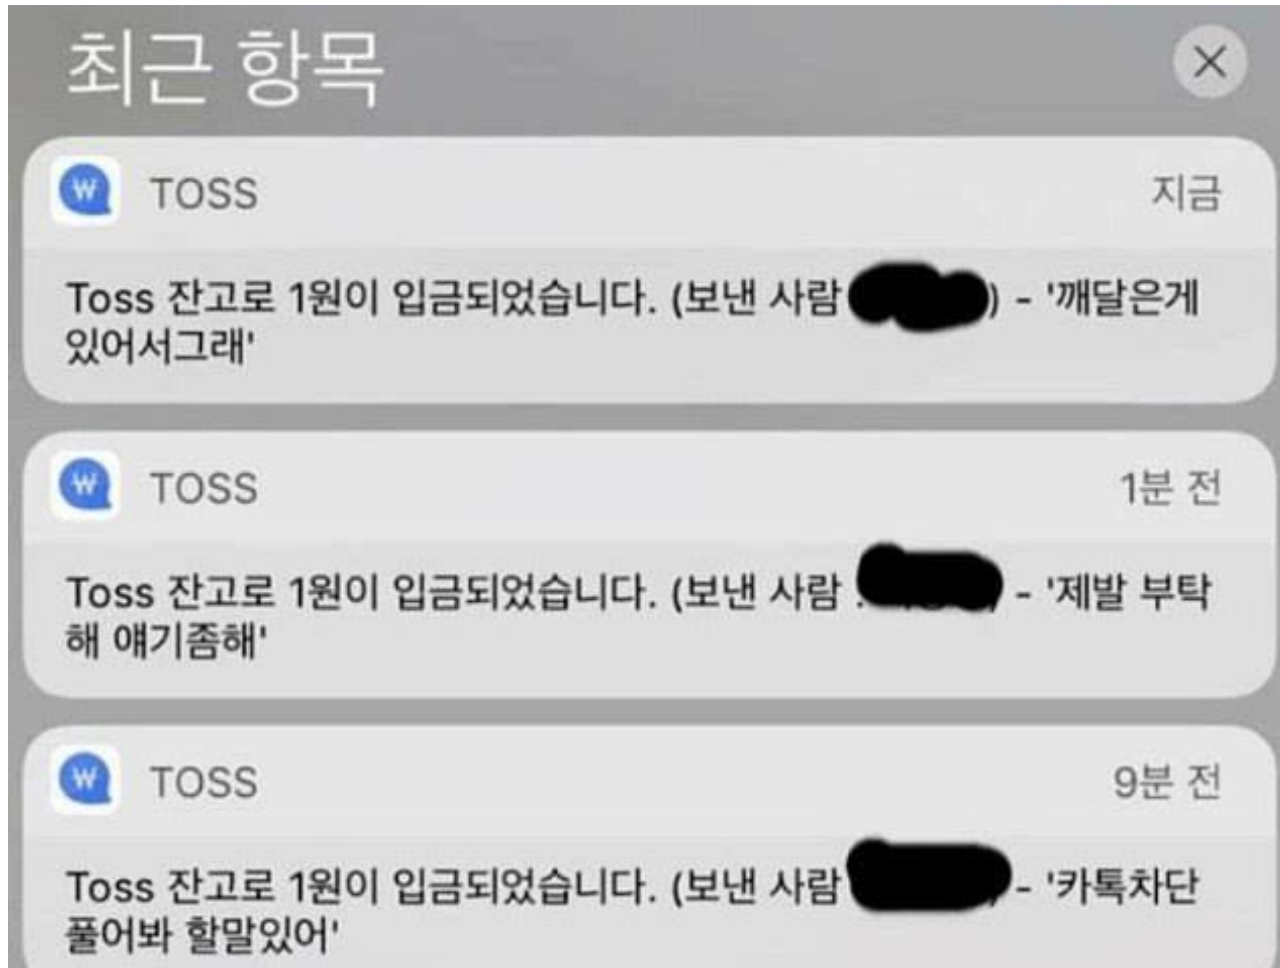 최근 항목
TOSS 지금
Toss 잔고로 1원이 입금되었습니다. (보낸 사람 ) - '깨달은게
있어서그래'
TOSS 1분 전
Toss 잔고로 1원이 입금되었습니다. (보낸 사람 - '제발 부탁
해 얘기좀해'
TOSS 9분 전
Toss 잔고로 1원이 입금되었습니다. (보낸 사람 ) - '카톡차단
풀어봐 할말있어'